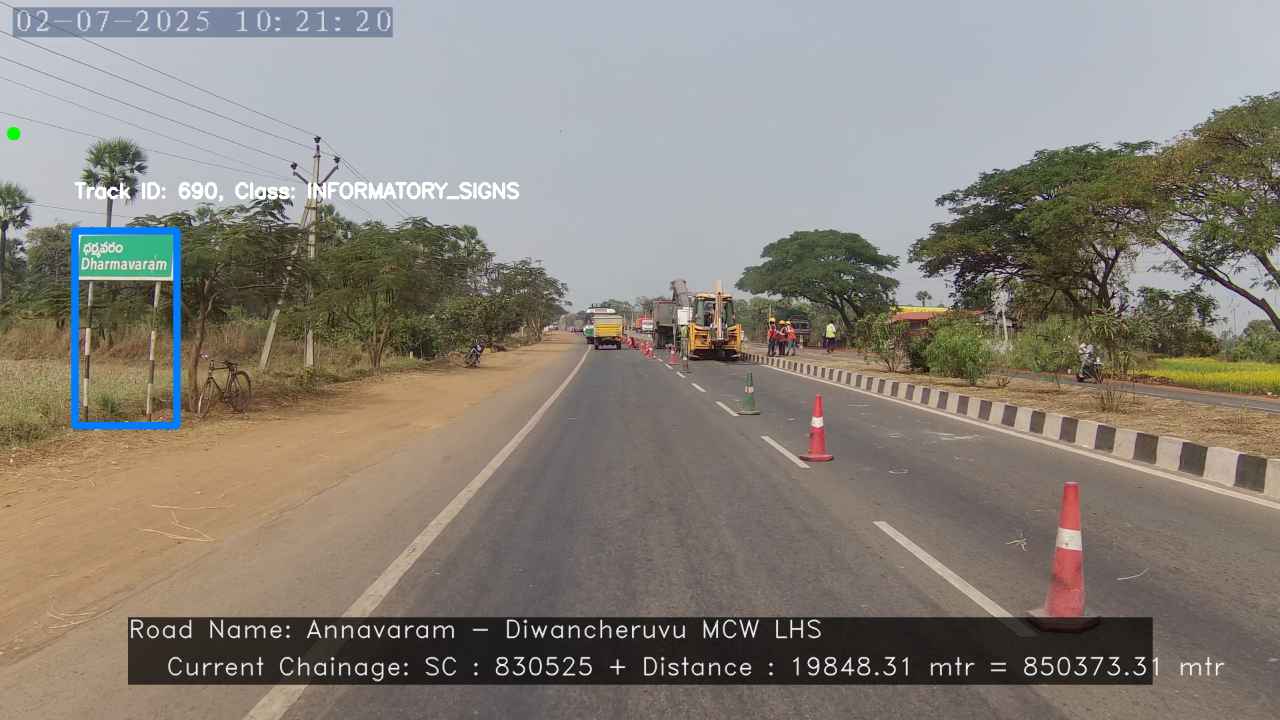 02-07-2025 10:21:20
Track ID: 690, Class: INFORMATORY_SIGNS
ధర్మవరం
Dharmavaram
Road Name: Annavaram - Diwancheruvu MCW LHS
Current Chainage: SC : 830525 + Distance : 19848.31 mtr = 850373.31 mtr